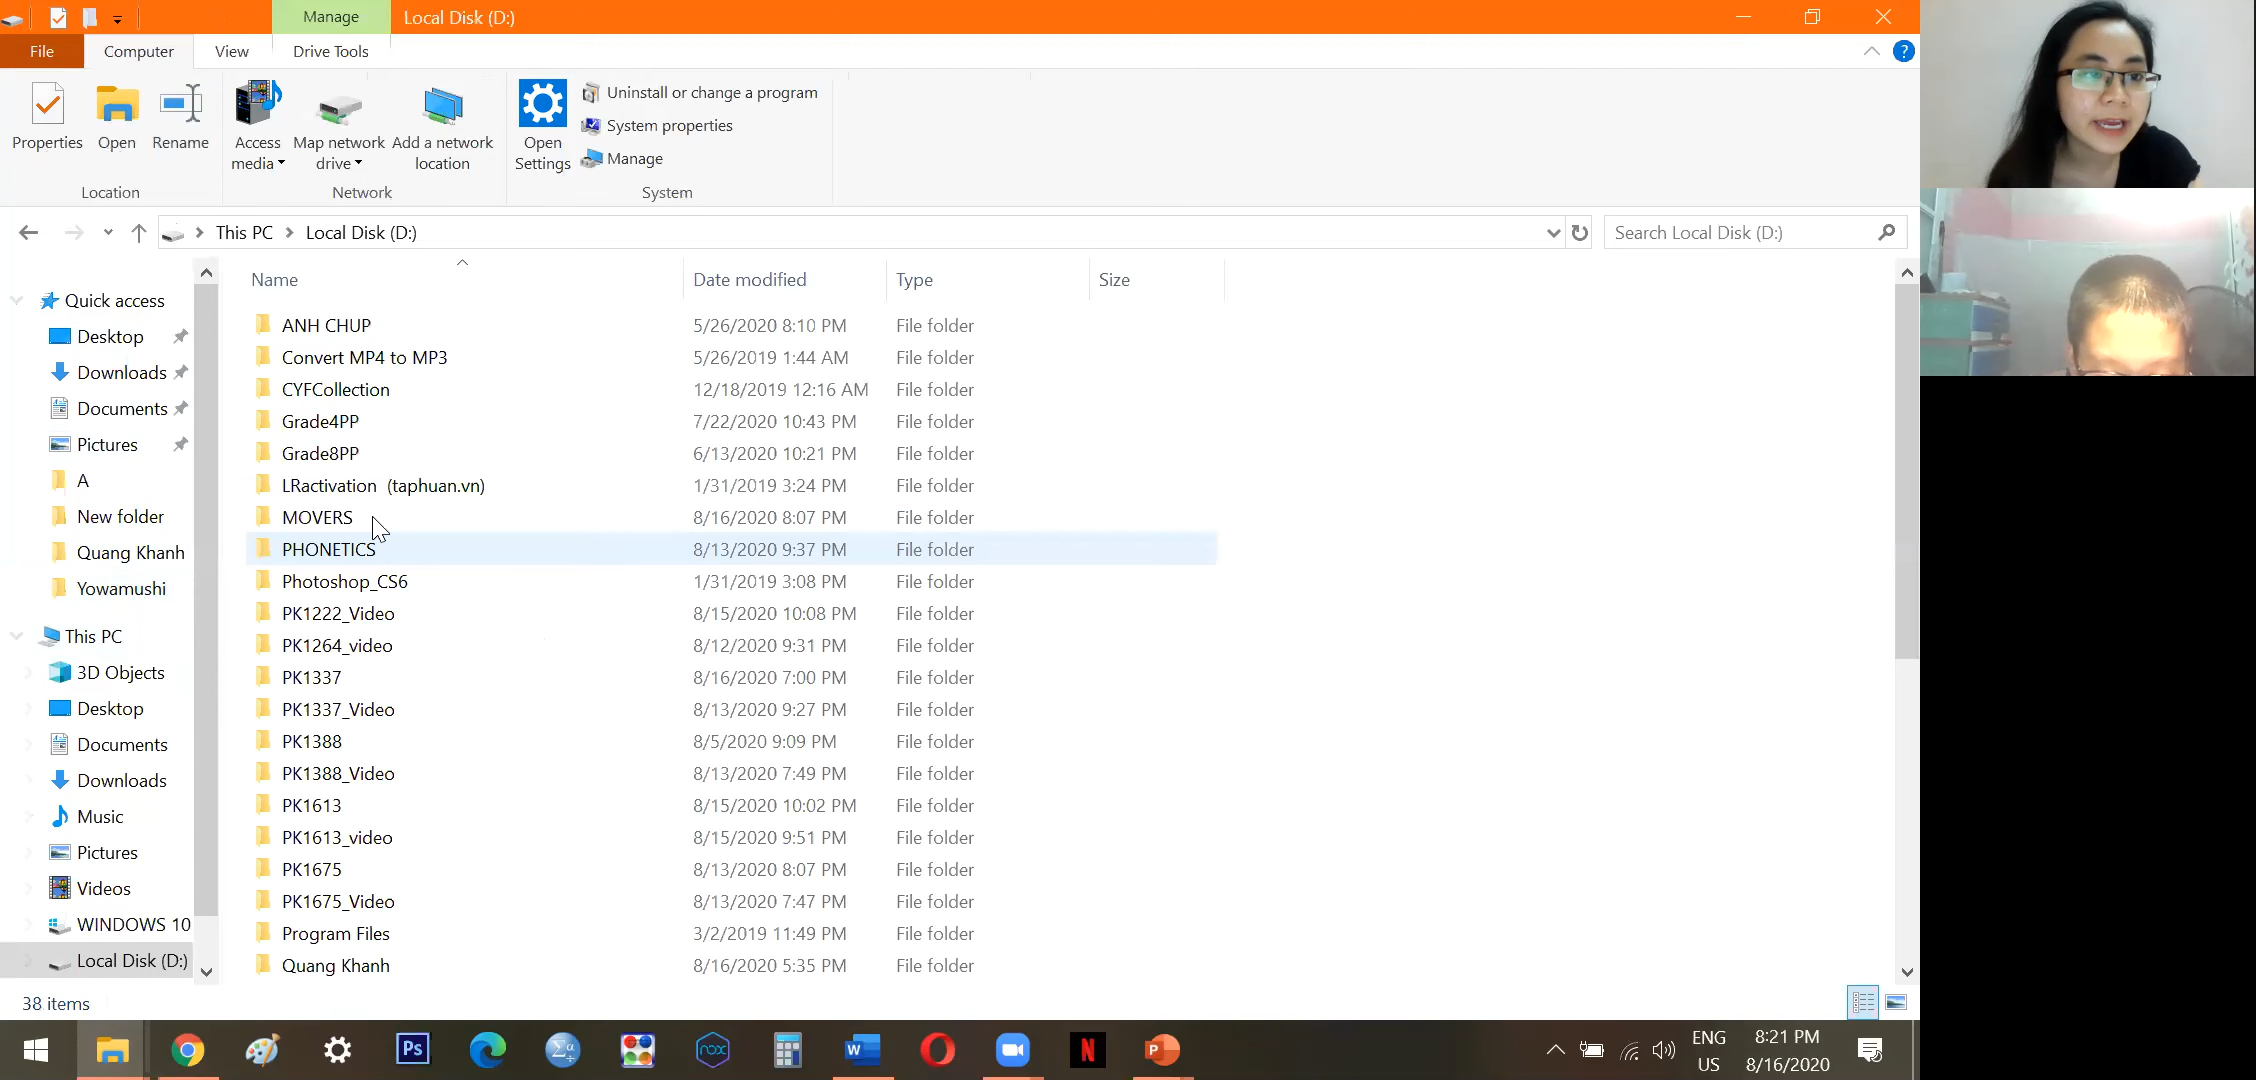 Manage
Local Disk (D:)
File
Computer
View
Drive Tools
Properties
Open
Rename
Access media
Map network drive
Add a network location
Open Settings
Uninstall or change a program
System properties
Manage
Location
Network
System
This PC
Local Disk (D:)
Search Local Disk (D:)
Quick access
Desktop
Downloads
Documents
Pictures
A
New folder
Quang Khanh
Yowamushi
This PC
3D Objects
Desktop
Documents
Downloads
Music
Pictures
Videos
WINDOWS 10
Local Disk (D:)
Name Date modified Type Size
ANH CHUP 5/26/2020 8:10 PM File folder
Convert MP4 to MP3 5/26/2019 1:44 AM File folder
CYFCollection 12/18/2019 12:16 AM File folder
Grade4PP 7/22/2020 10:43 PM File folder
Grade8PP 6/13/2020 10:21 PM File folder
LRactivation (taphuan.vn) 1/31/2019 3:24 PM File folder
MOVERS 8/16/2020 8:07 PM File folder
PHONETICS 8/13/2020 9:37 PM File folder
Photoshop_CS6 1/31/2019 3:08 PM File folder
PK1222_Video 8/15/2020 10:08 PM File folder
PK1264_video 8/12/2020 9:31 PM File folder
PK1337 8/16/2020 7:00 PM File folder
PK1337_Video 8/13/2020 9:27 PM File folder
PK1388 8/5/2020 9:09 PM File folder
PK1388_Video 8/13/2020 7:49 PM File folder
PK1613 8/15/2020 10:02 PM File folder
PK1613_video 8/15/2020 9:51 PM File folder
PK1675 8/13/2020 8:07 PM File folder
PK1675_Video 8/13/2020 7:47 PM File folder
Program Files 3/2/2019 11:49 PM File folder
Quang Khanh 8/16/2020 5:35 PM File folder
38 items
Ps
nox
W
N
P
ENG
US
8:21 PM
8/16/2020